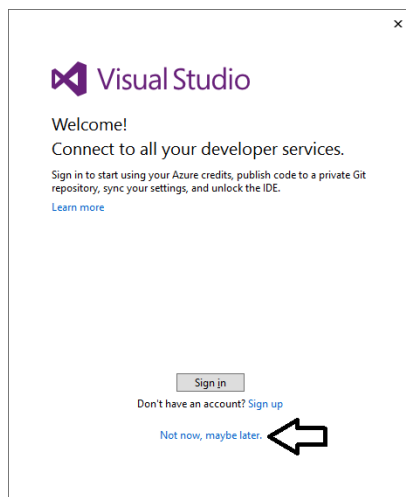 Visual Studio
Welcome!
Connect to all your developer services.
Sign in to start using your Azure credits, publish code to a private Git
repository, sync your settings, and unlock the IDE.
Learn more
Sign in
Don't have an account? Sign up
Not now, maybe later.